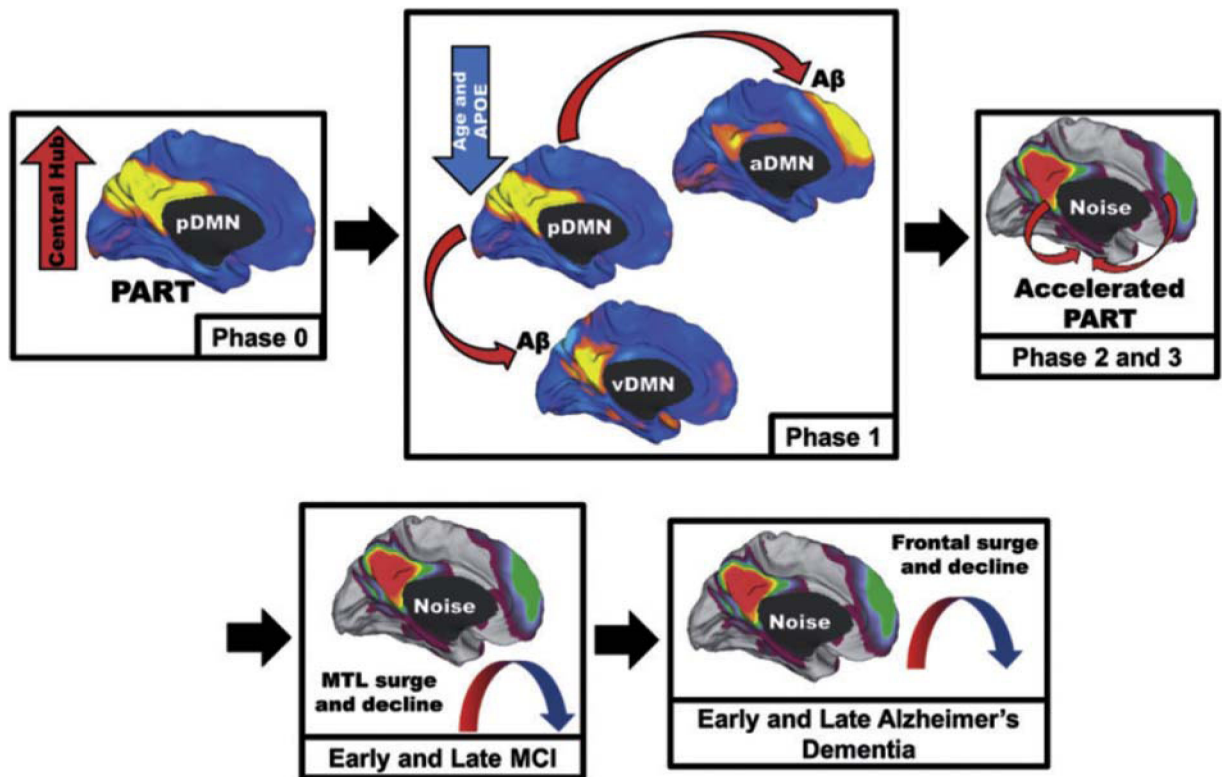 Central Hub
pDMN
PART
Phase 0
Age and
APOE
Aβ
aDMN
pDMN
Aβ
vDMN
Phase 1
Noise
Accelerated
PART
Phase 2 and 3
Noise
MTL surge
and decline
Early and Late MCI
Frontal surge
and decline
Noise
Early and Late Alzheimer's
Dementia